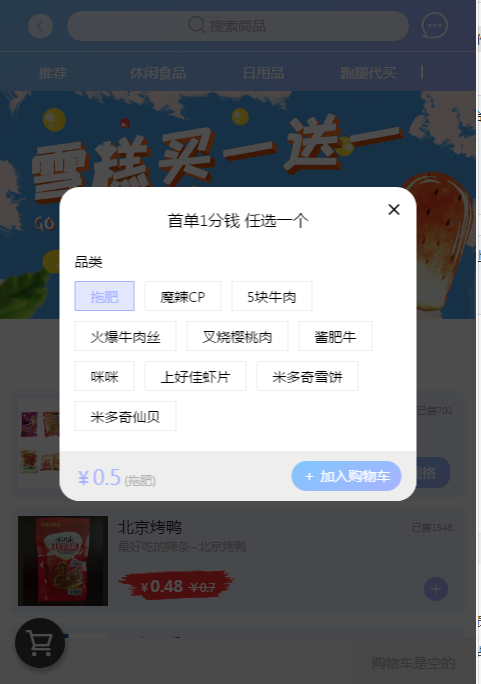 搜索商品
推荐 休闲食品 日用品 跑腿代买
雪糕买一送一
GO
首单1分钱 任选一个
品类
拖肥 魔辣CP 5块牛肉
火爆牛肉丝 叉烧樱桃肉 酱肥牛
咪咪 上好佳虾片 米多奇雪饼
米多奇仙贝
¥0.5 (拖肥) + 加入购物车
已售701
规格
北京烤鸭 已售1548
最好吃的辣条~北京烤鸭
¥0.48 ¥0.7
购物车是空的